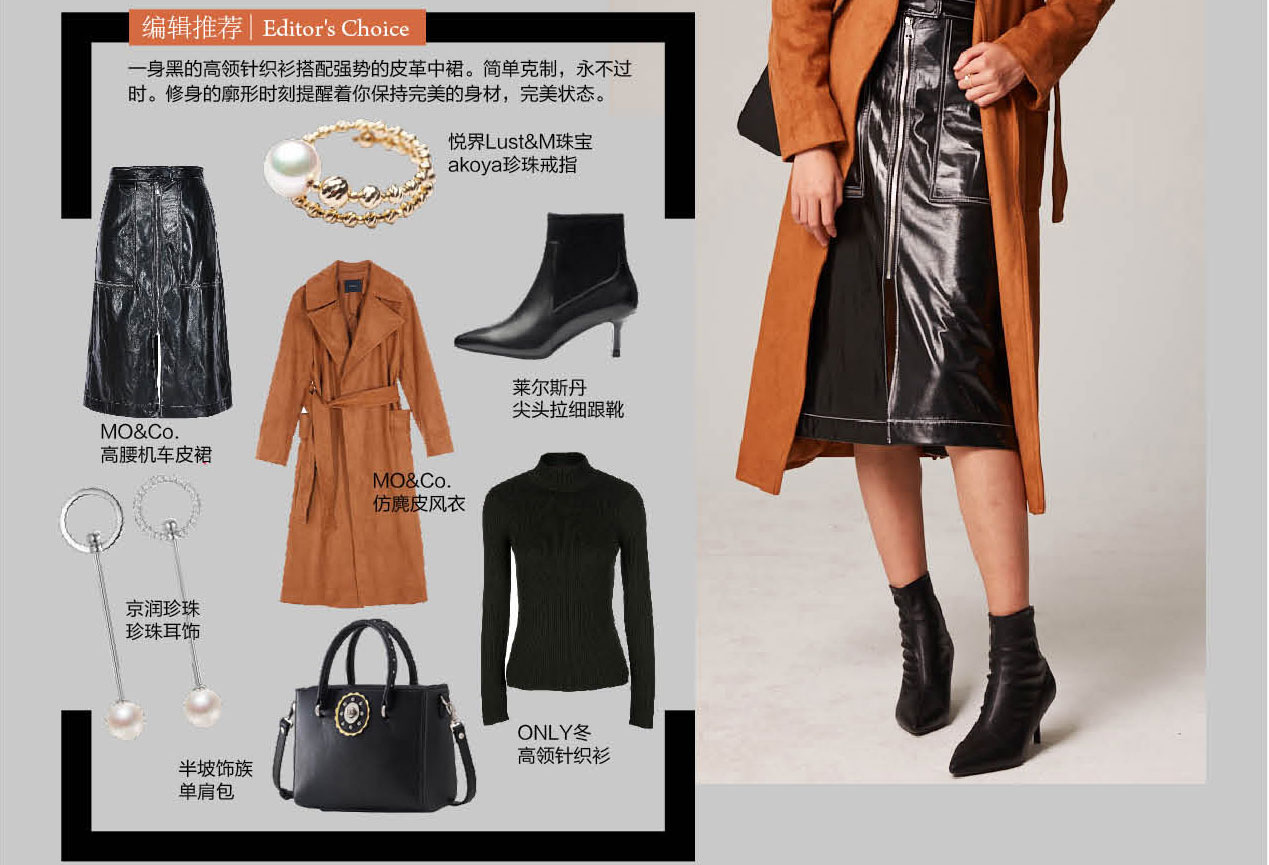 编辑推荐 | Editor's Choice
一身黑的高领针织衫搭配强势的皮革中裙。简单克制，永不过
时。修身的廓形时刻提醒着你保持完美的身材，完美状态。
悦界Lust&M珠宝
akoya珍珠戒指
莱尔斯丹
尖头拉细跟靴
MO&Co.
高腰机车皮裙
MO&Co.
仿麂皮风衣
京润珍珠
珍珠耳饰
ONLY冬
高领针织衫
半坡饰族
单肩包